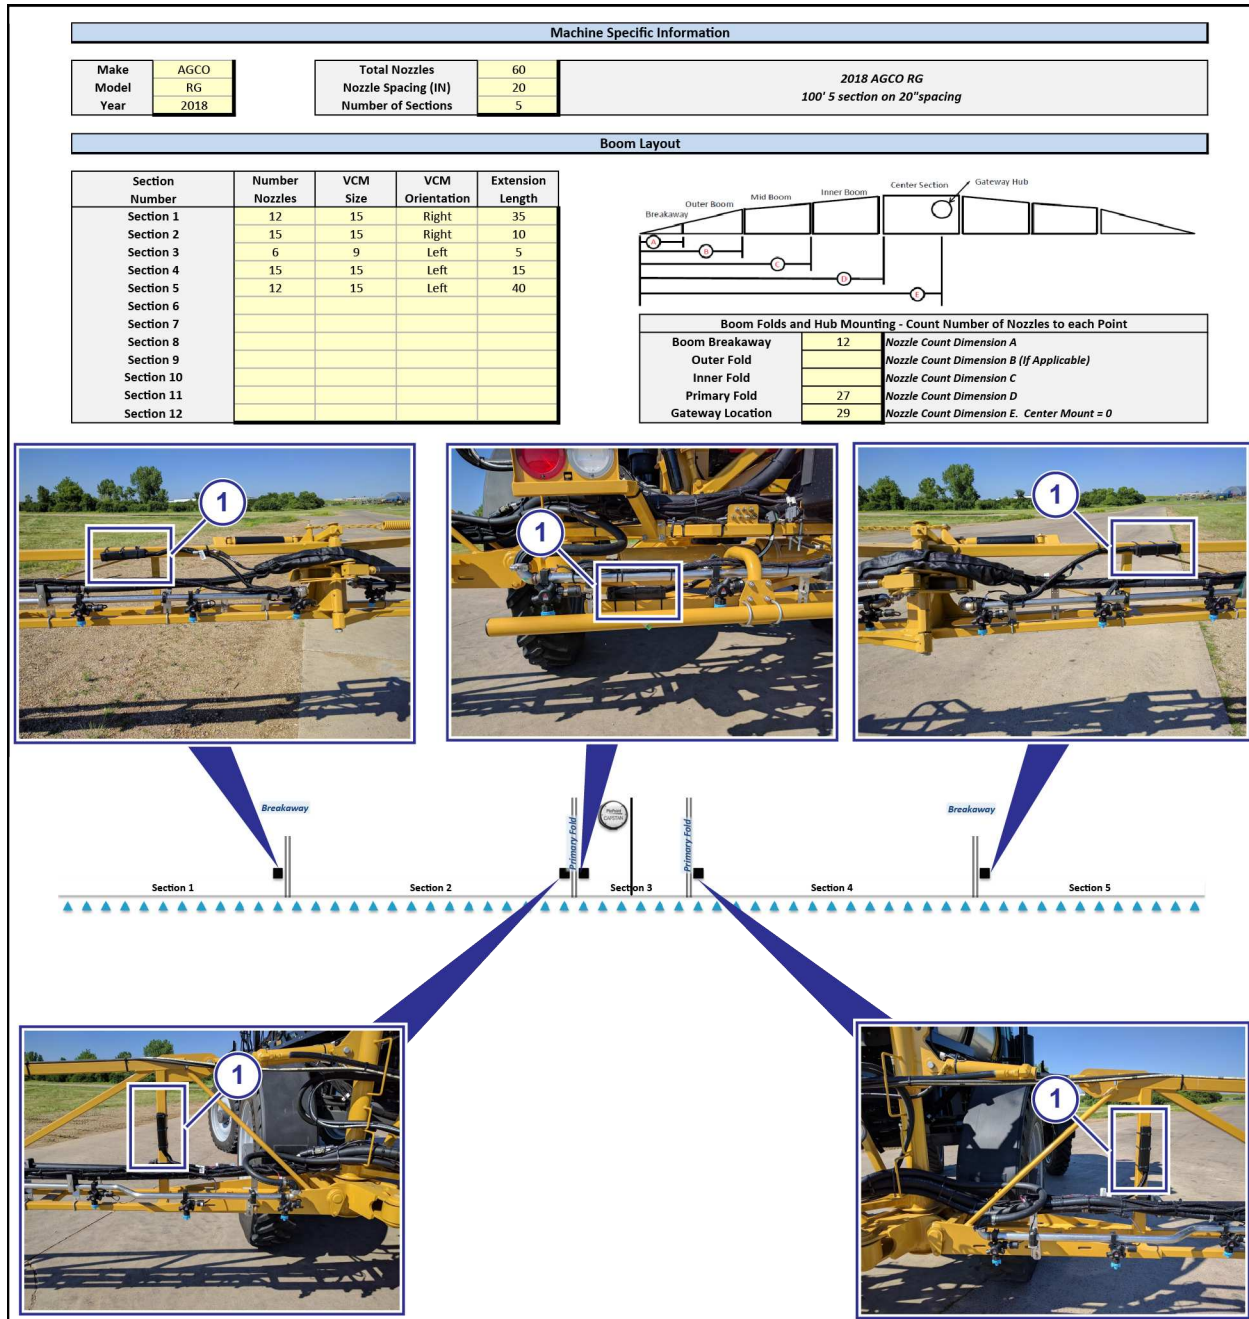 Machine Specific Information
Make AGCO
Model RG
Year 2018
Total Nozzles 60
Nozzle Spacing (IN) 20
Number of Sections 5
2018 AGCO RG
100' 5 section on 20"spacing
Boom Layout
Section Number Number Nozzles VCM Size VCM Orientation Extension Length
Section 1 12 15 Right 35
Section 2 15 15 Right 10
Section 3 6 9 Left 5
Section 4 15 15 Left 15
Section 5 12 15 Left 40
Section 6
Section 7
Section 8
Section 9
Section 10
Section 11
Section 12
Breakaway
Outer Boom
Mid Boom
Inner Boom
Center Section
Gateway Hub
A
B
C
D
E
Boom Folds and Hub Mounting - Count Number of Nozzles to each Point
Boom Breakaway 12 Nozzle Count Dimension A
Outer Fold Nozzle Count Dimension B (If Applicable)
Inner Fold Nozzle Count Dimension C
Primary Fold 27 Nozzle Count Dimension D
Gateway Location 29 Nozzle Count Dimension E. Center Mount = 0
1
1
1
Breakaway
Primary Fold
CAPSTAN
Primary Fold
Breakaway
Section 1
Section 2
Section 3
Section 4
Section 5
1
1